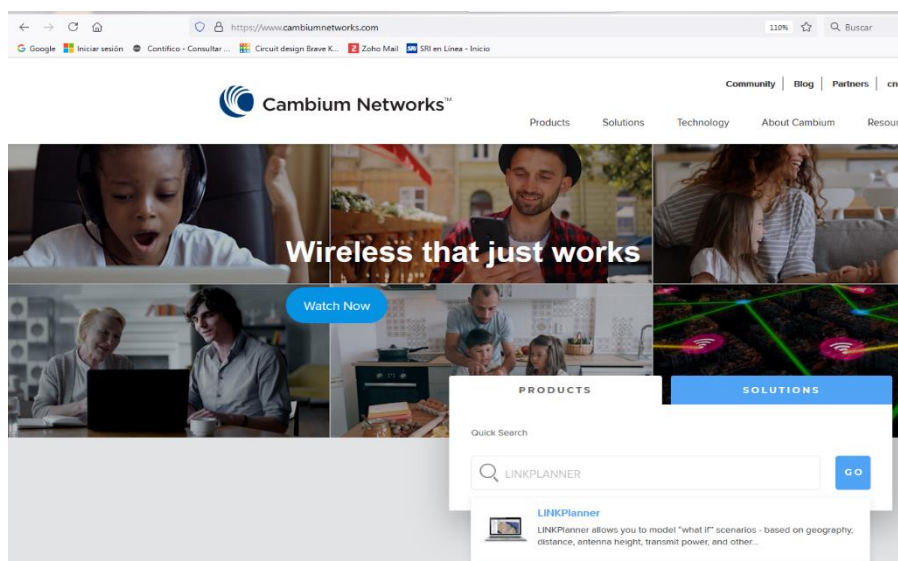 https://www.cambiumnetworks.com 110% Buscar
Google Iniciar sesión Contifico - Consultar ... Circuit design Brave K... Zoho Mail SRI en Línea - Inicio
Community Blog Partners cn
Cambium Networks™
Products Solutions Technology About Cambium Resour
Wireless that just works
Watch Now
PRODUCTS SOLUTIONS
Quick Search
LINKPLANNER GO
LINKPlanner
LINKPlanner allows you to model "what if" scenarios - based on geography,
distance, antenna height, transmit power, and other...